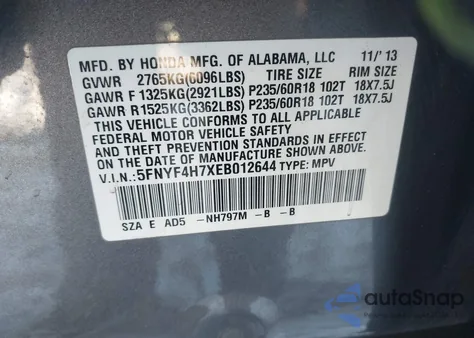 MFD. BY HONDA MFG. OF ALABAMA, LLC 11/'13
GVWR 2765KG(6096LBS) TIRE SIZE RIM SIZE
GAWR F 1325KG(2921LBS) P235/60R18 102T 18X7.5J
GAWR R 1525KG(3362LBS) P235/60R18 102T 18X7.5J
THIS VEHICLE CONFORMS TO ALL APPLICABLE
FEDERAL MOTOR VEHICLE SAFETY
AND THEFT PREVENTION STANDARDS IN EFFECT
ON THE DATE OF MANUFACTURE SHOWN ABOVE.
V.I.N.: 5FNYF4H7XEB012644 TYPE: MPV
SZA E AD5 -NH797M -B -B
autoSnap